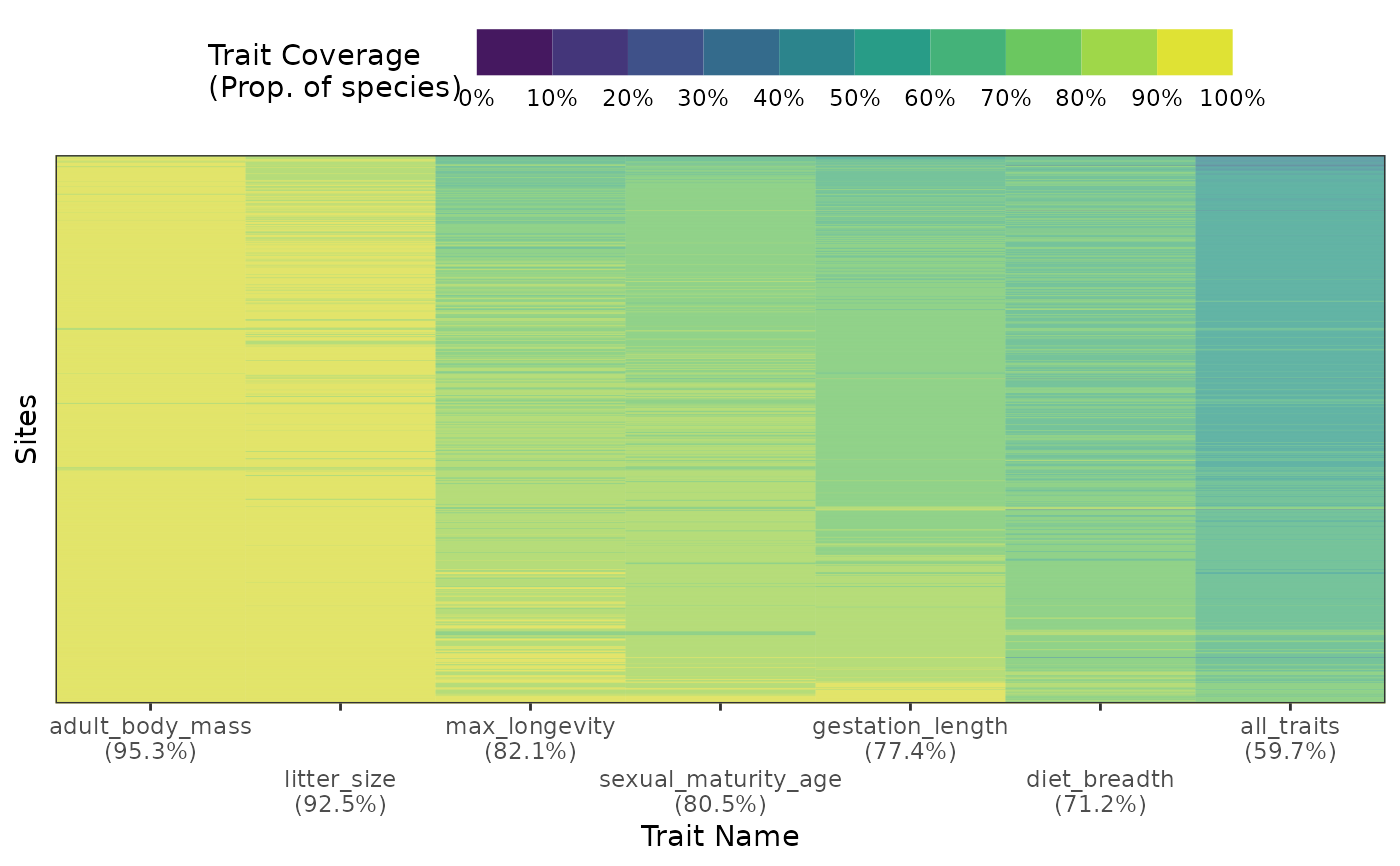 Trait Coverage
(Prop. of species)
0% 10% 20% 30% 40% 50% 60% 70% 80% 90% 100%
Sites
adult_body_mass
(95.3%)
litter_size
(92.5%)
max_longevity
(82.1%)
sexual_maturity_age
(80.5%)
gestation_length
(77.4%)
diet_breadth
(71.2%)
all_traits
(59.7%)
Trait Name